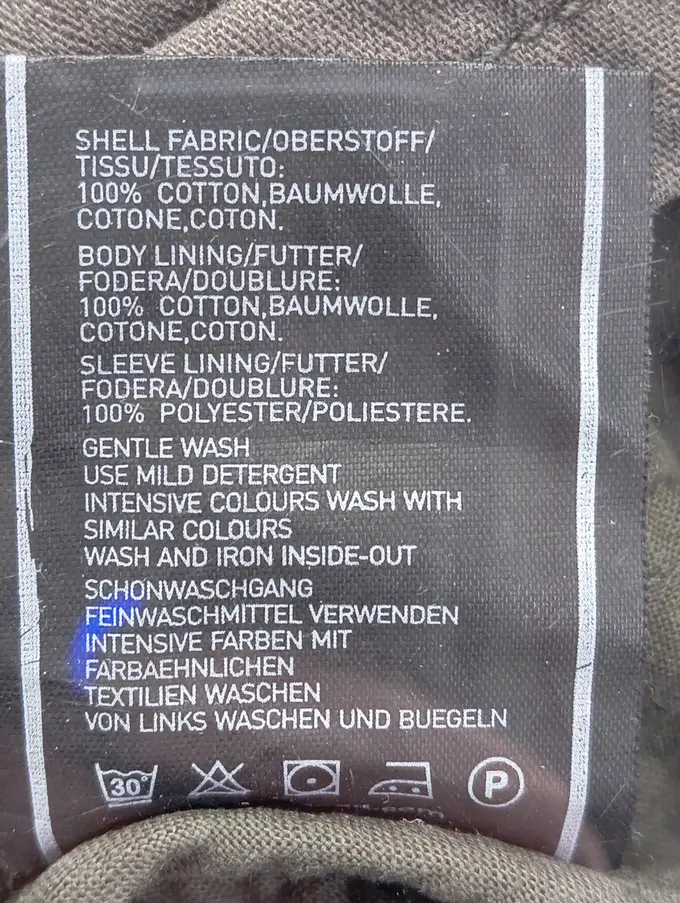 SHELL FABRIC/OBERSTOFF/
TISSU/TESSUTO:
100% COTTON,BAUMWOLLE,
COTONE,COTON.
BODY LINING/FUTTER/
FODERA/DOUBLURE:
100% COTTON,BAUMWOLLE,
COTONE,COTON.
SLEEVE LINING/FUTTER/
FODERA/DOUBLURE:
100% POLYESTER/POLIESTERE.
GENTLE WASH
USE MILD DETERGENT
INTENSIVE COLOURS WASH WITH
SIMILAR COLOURS
WASH AND IRON INSIDE-OUT
SCHONWASCHGANG
FEINWASCHMITTEL VERWENDEN
INTENSIVE FARBEN MIT
FARBAEHNLICHEN
TEXTILIEN WASCHEN
VON LINKS WASCHEN UND BUEGELN
30° P